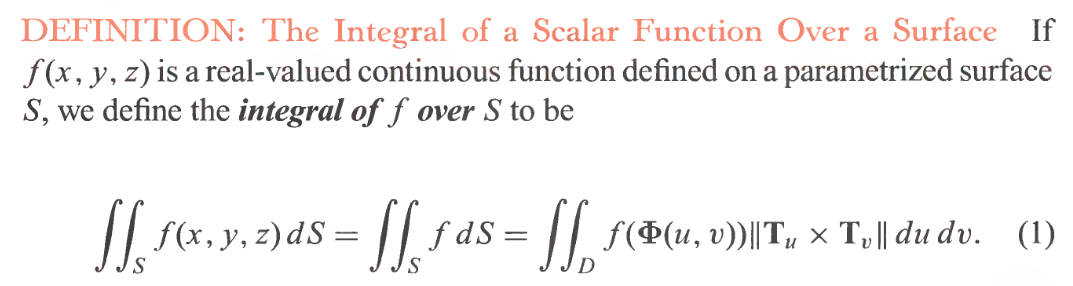 DEFINITION: The Integral of a Scalar Function Over a Surface If
f(x, y, z) is a real-valued continuous function defined on a parametrized surface
S, we define the integral of f over S to be
∬_S f(x, y, z) dS = ∬_S f dS = ∬_D f(Φ(u, v))‖T_u × T_v‖ du dv. (1)